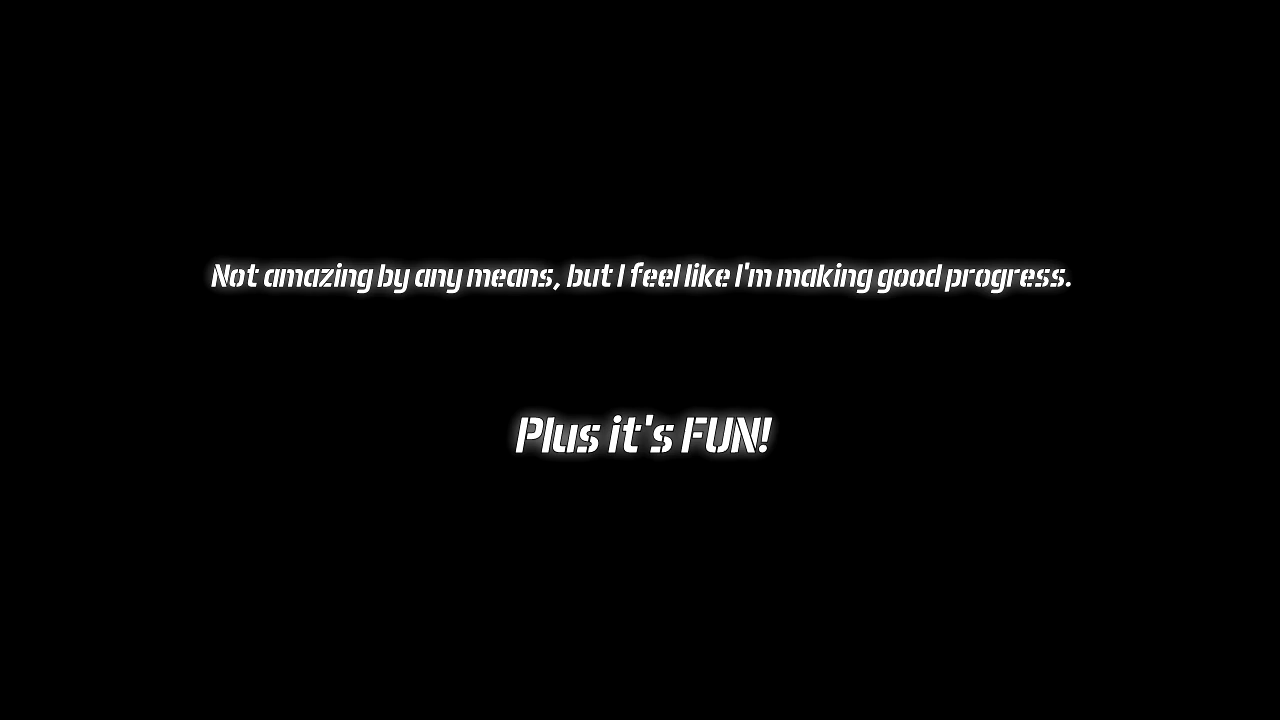 Not amazing by any means, but I feel like I'm making good progress.
Plus it's FUN!